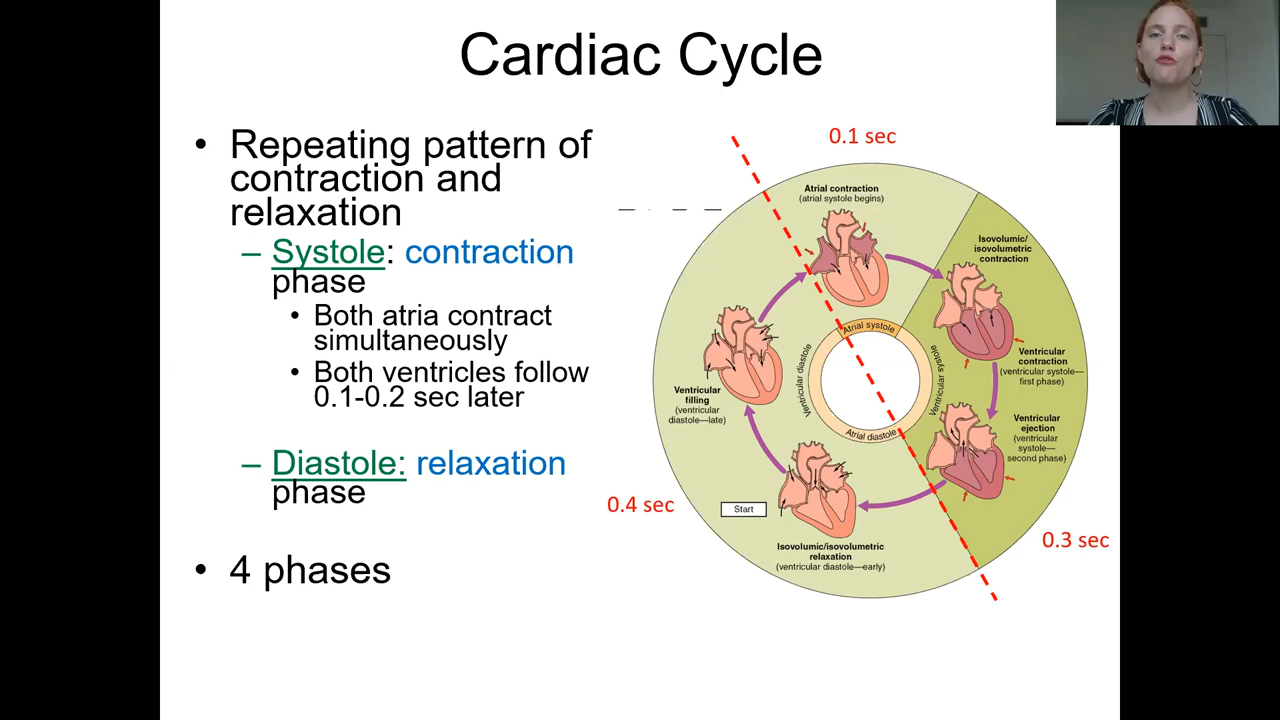 Cardiac Cycle
• Repeating pattern of
contraction and
relaxation
– Systole: contraction
phase
• Both atria contract
simultaneously
• Both ventricles follow
0.1-0.2 sec later
– Diastole: relaxation
phase
• 4 phases
0.1 sec
Atrial contraction
(atrial systole begins)
Isovolumic/
isovolumetric
contraction
Ventricular
contraction
(ventricular systole—
first phase)
Ventricular
ejection
(ventricular
systole—
second phase)
0.3 sec
Isovolumic/isovolumetric
relaxation
(ventricular diastole—early)
Start
0.4 sec
Ventricular
filling
(ventricular
diastole—late)
Atrial systole
Ventricular systole
Atrial diastole
Ventricular diastole